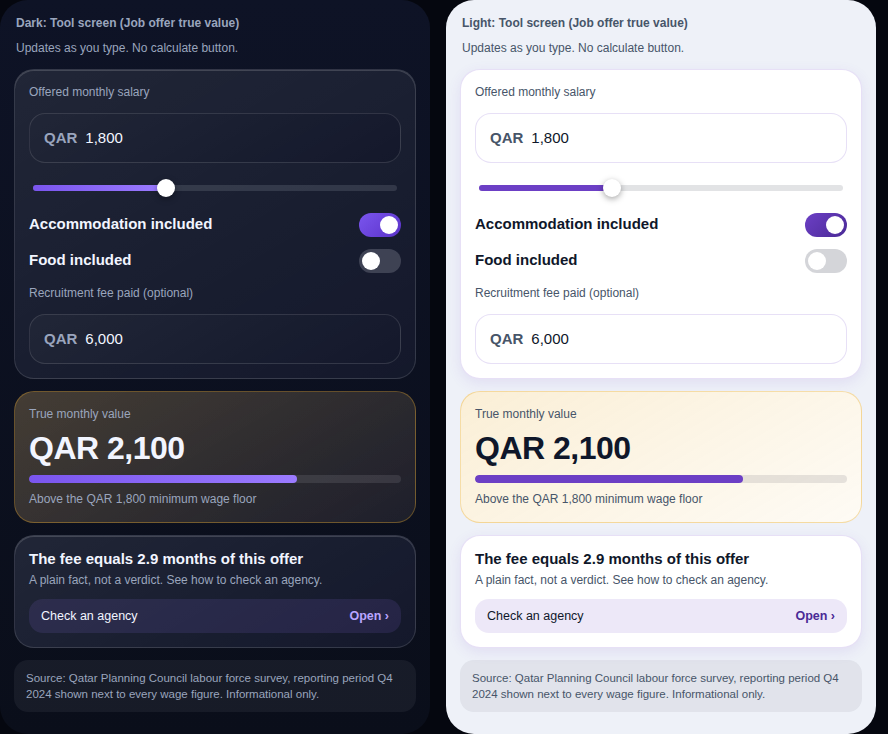 Dark: Tool screen (Job offer true value)
Updates as you type. No calculate button.
Offered monthly salary
QAR 1,800
Accommodation included
Food included
Recruitment fee paid (optional)
QAR 6,000
True monthly value
QAR 2,100
Above the QAR 1,800 minimum wage floor
The fee equals 2.9 months of this offer
A plain fact, not a verdict. See how to check an agency.
Check an agency Open ›
Source: Qatar Planning Council labour force survey, reporting period Q4
2024 shown next to every wage figure. Informational only.
Light: Tool screen (Job offer true value)
Updates as you type. No calculate button.
Offered monthly salary
QAR 1,800
Accommodation included
Food included
Recruitment fee paid (optional)
QAR 6,000
True monthly value
QAR 2,100
Above the QAR 1,800 minimum wage floor
The fee equals 2.9 months of this offer
A plain fact, not a verdict. See how to check an agency.
Check an agency Open ›
Source: Qatar Planning Council labour force survey, reporting period Q4
2024 shown next to every wage figure. Informational only.